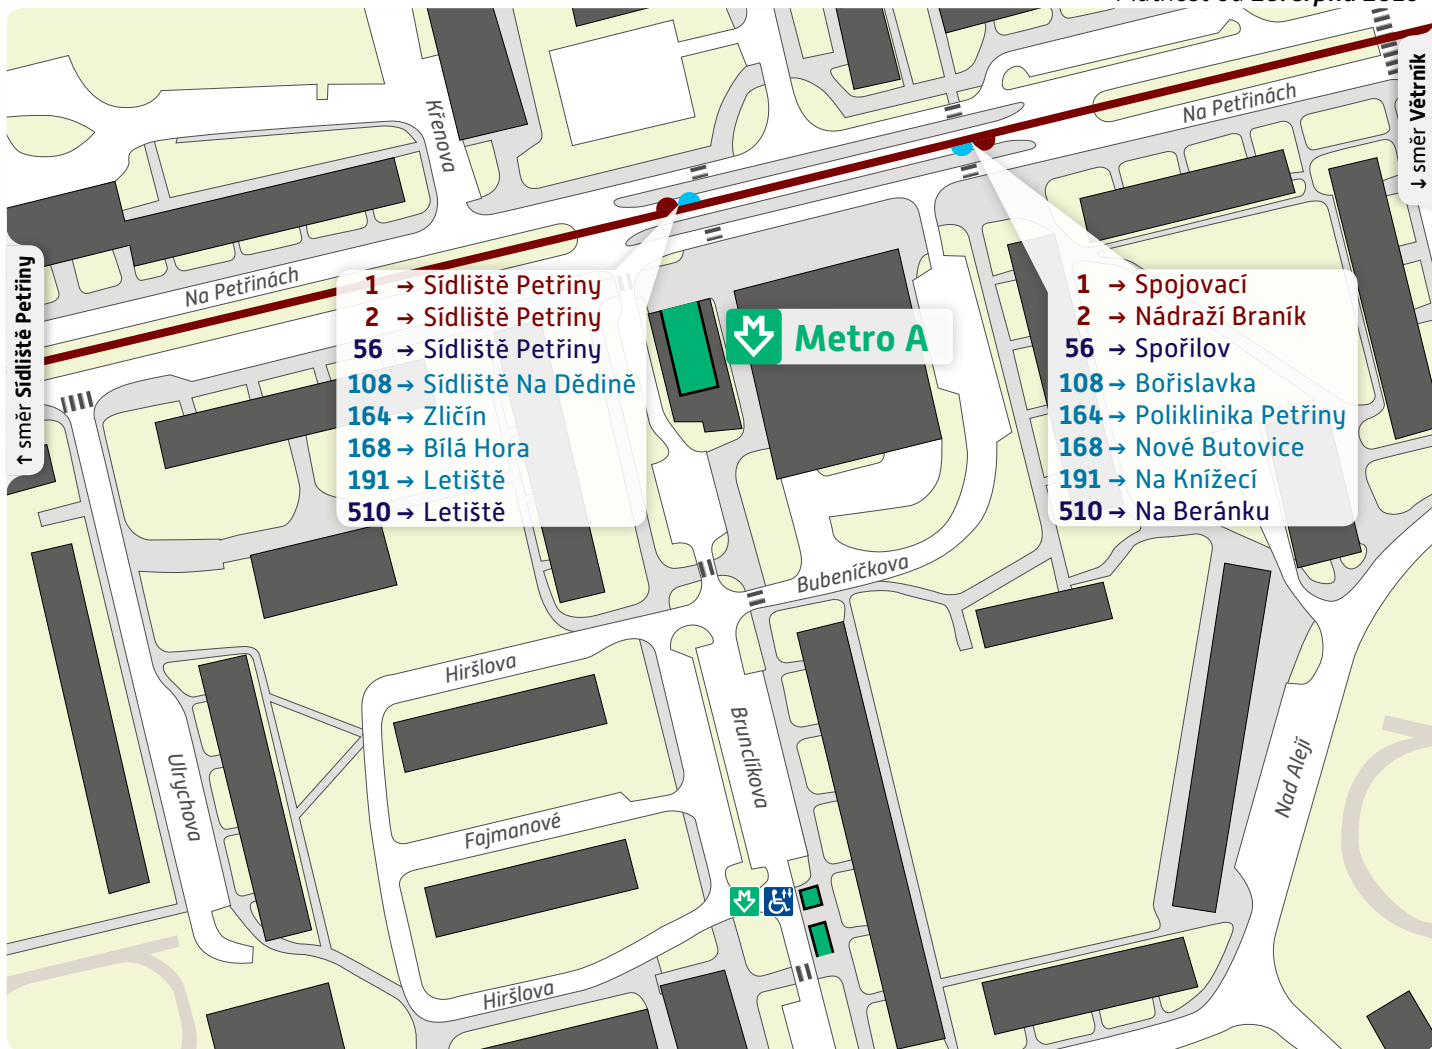 Křenova
Na Petřinách
↓ směr Větrník
Na Petřinách
↑ směr Sídliště Petřiny
1 → Sídliště Petřiny
2 → Sídliště Petřiny
56 → Sídliště Petřiny
108 → Sídliště Na Dědině
164 → Zličín
168 → Bílá Hora
191 → Letiště
510 → Letiště
Metro A
1 → Spojovací
2 → Nádraží Braník
56 → Spořilov
108 → Bořislavka
164 → Poliklinika Petřiny
168 → Nové Butovice
191 → Na Knížecí
510 → Na Beránku
Bubeníčkova
Hiršlova
Brunclíkova
Ulrychova
Nad Alejí
Fajmanové
Hiršlova